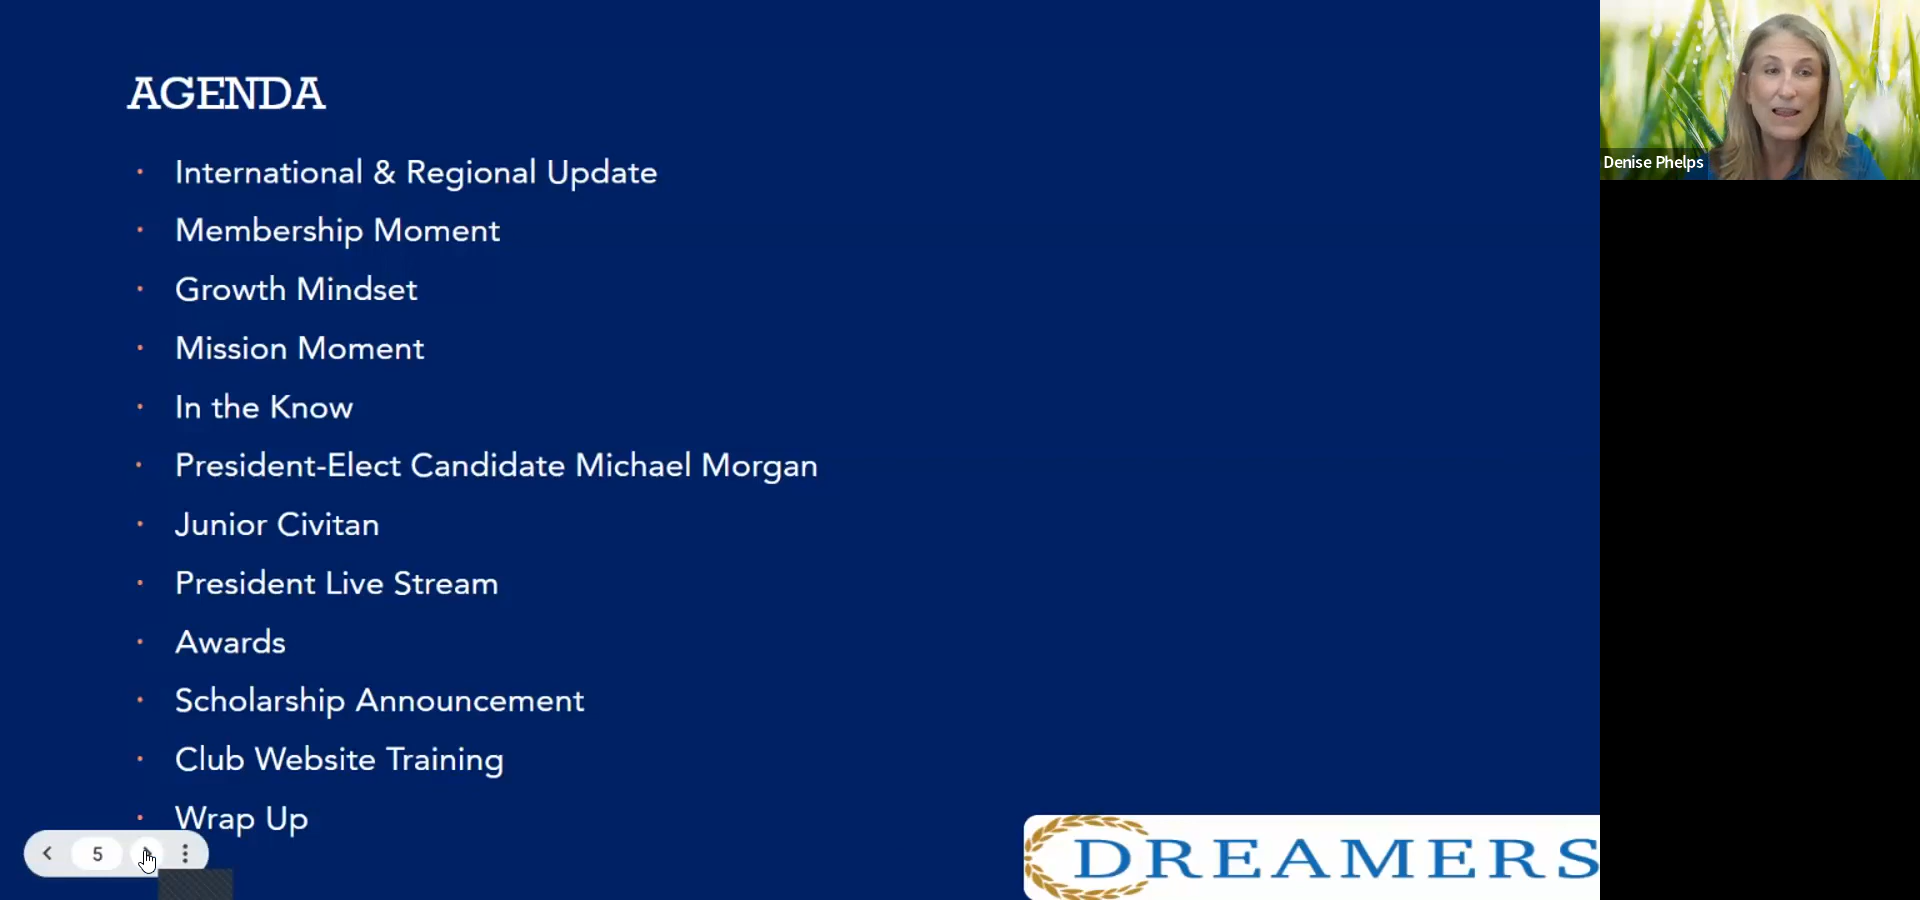 AGENDA
International & Regional Update
Membership Moment
Growth Mindset
Mission Moment
In the Know
President-Elect Candidate Michael Morgan
Junior Civitan
President Live Stream
Awards
Scholarship Announcement
Club Website Training
Wrap Up
5
DREAMERS
Denise Phelps